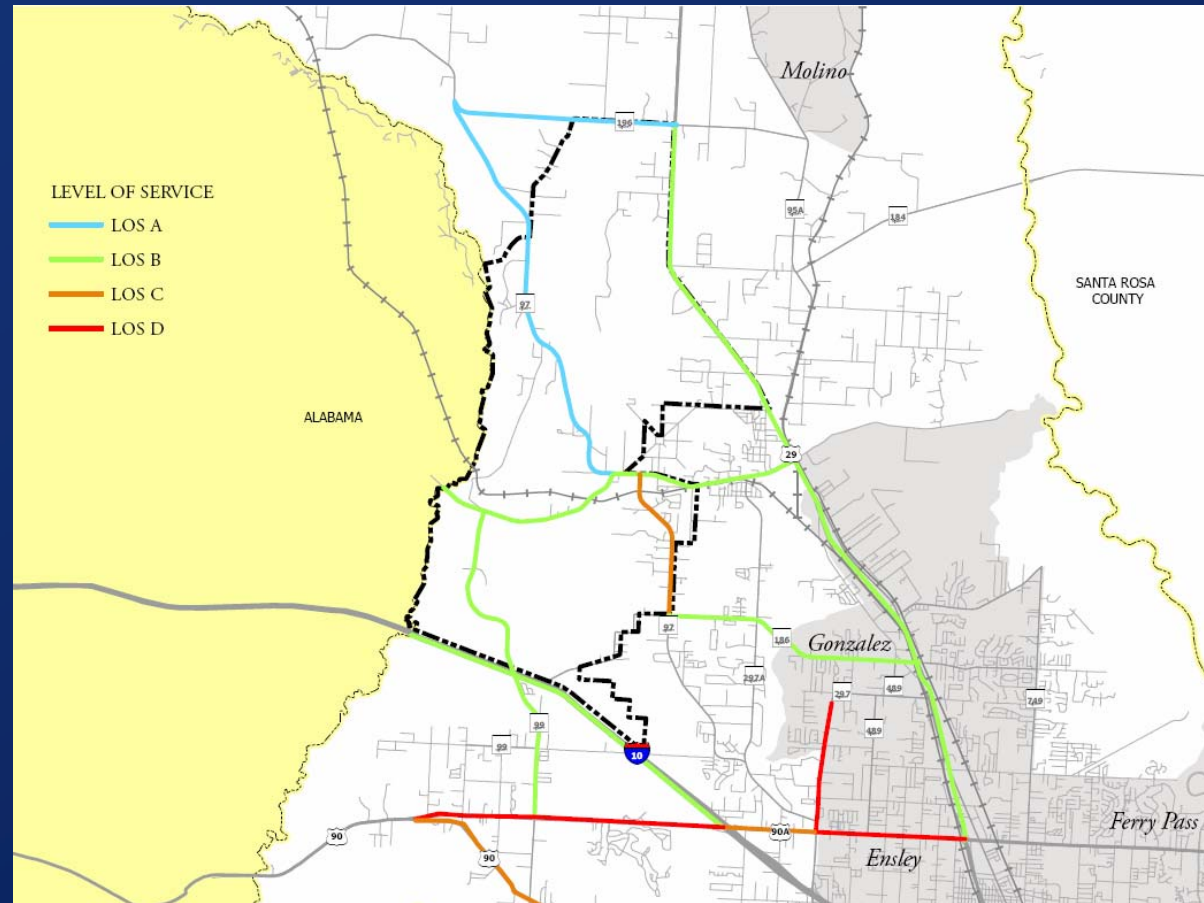 Molino
196
LEVEL OF SERVICE
LOS A
LOS B
LOS C
LOS D
95A
184
SANTA ROSA
COUNTY
97
ALABAMA
29
97
186
Gonzalez
297A
297
489
749
99
489
99
10
90
90A
Ferry Pass
90
Ensley